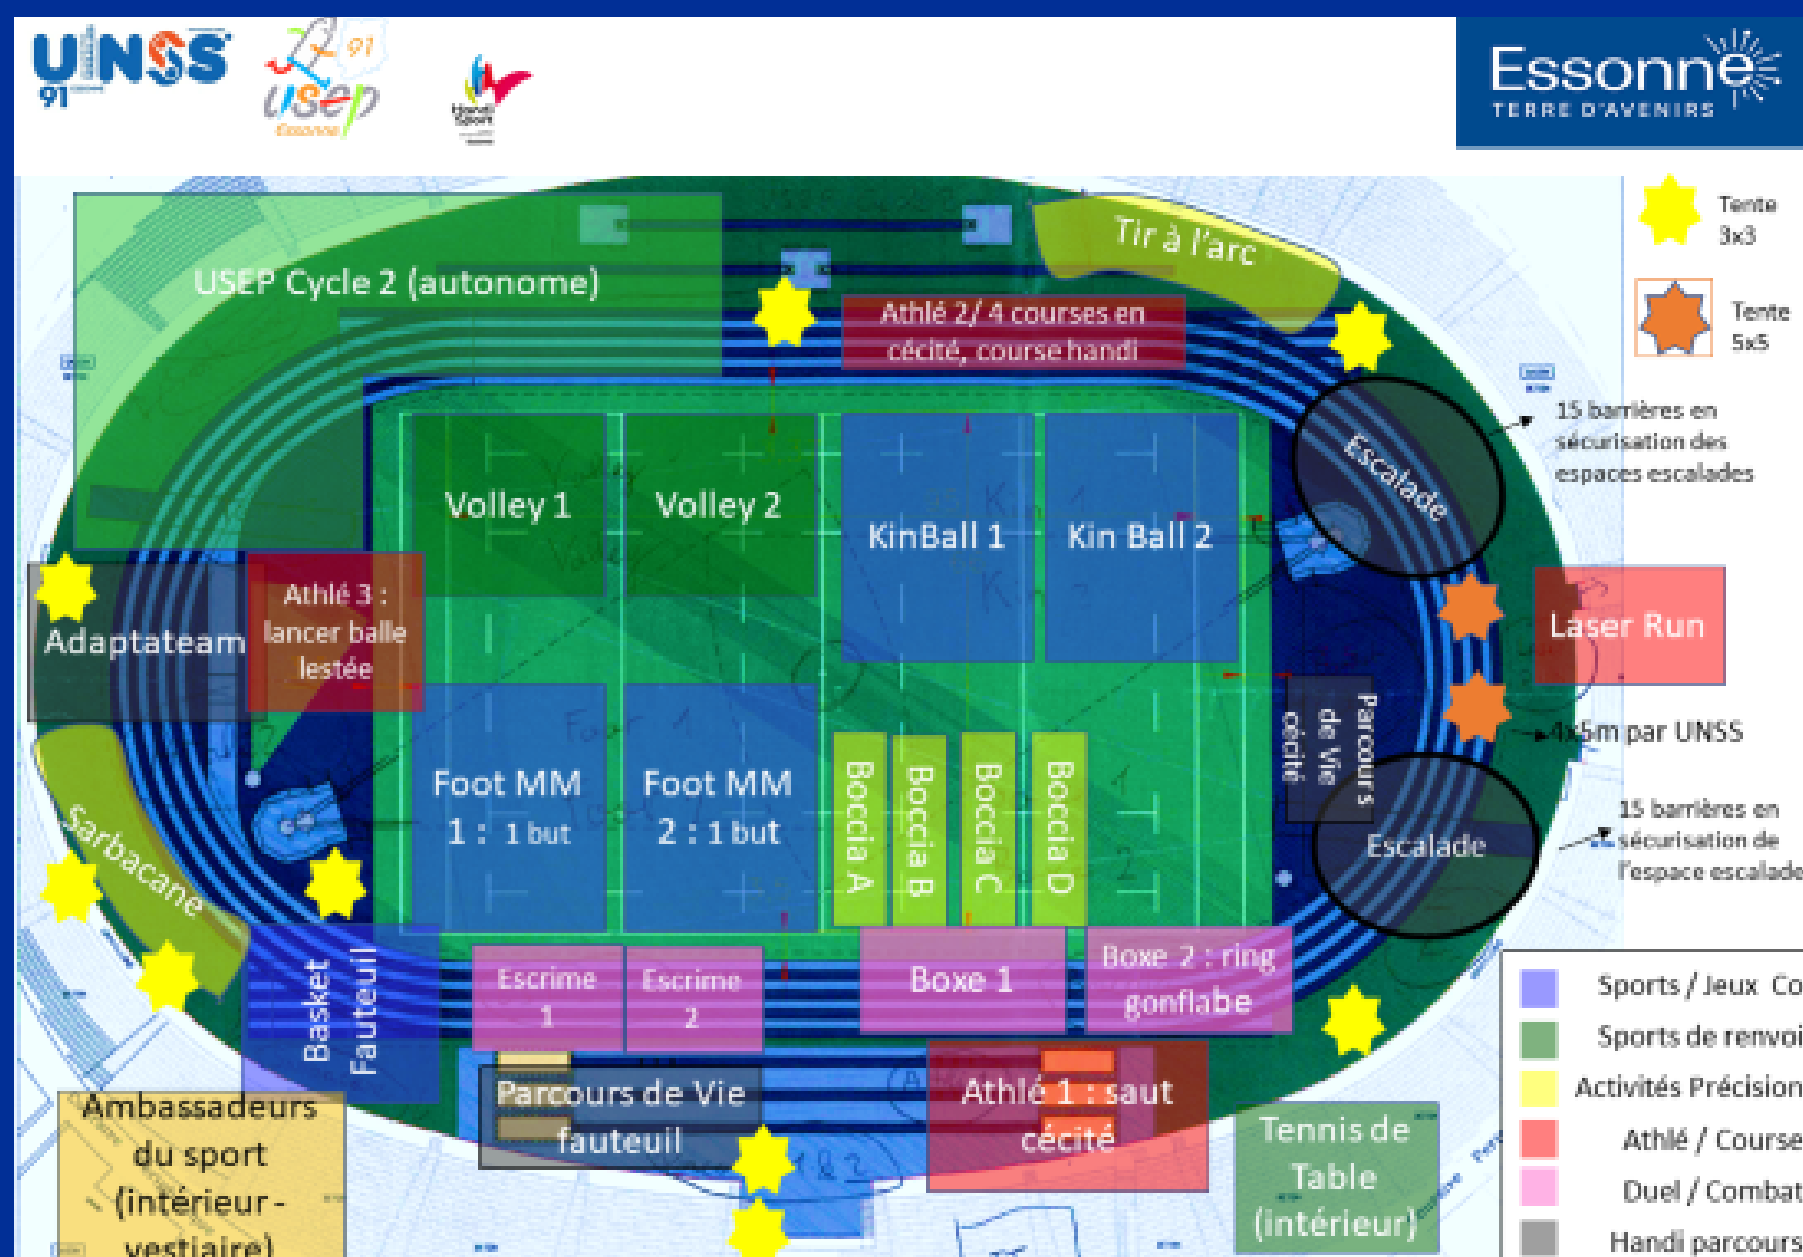 UNSS
91
91
usep
Essonne
Handi
Sport
Essonne
TERRE D'AVENIRS
Tente
3x3
Tente
5x5
15 barrières en
sécurisation des
espaces escalades
Tir à l'arc
USEP Cycle 2 (autonome)
Athlé 2/ 4 courses en
cécité, course handi
Escalade
Volley 1
Volley 2
KinBall 1
Kin Ball 2
Athlé 3 :
lancer balle
lestée
Adaptateam
Laser Run
Parcours
de Vie
cécité
4x5m par UNSS
Foot MM
1 : 1 but
Foot MM
2 : 1 but
Boccia A
Boccia B
Boccia C
Boccia D
Sarbacane
Escalade
15 barrières en
sécurisation de
l'espace escalade
Basket
Fauteuil
Escrime
1
Escrime
2
Boxe 1
Boxe 2 : ring
gonflabe
Parcours de Vie
fauteuil
Athlé 1 : saut
cécité
Tennis de
Table
(intérieur)
Ambassadeurs
du sport
(intérieur -
vestiaire)
Sports / Jeux Co
Sports de renvoi
Activités Précision
Athlé / Course
Duel / Combat
Handi parcours